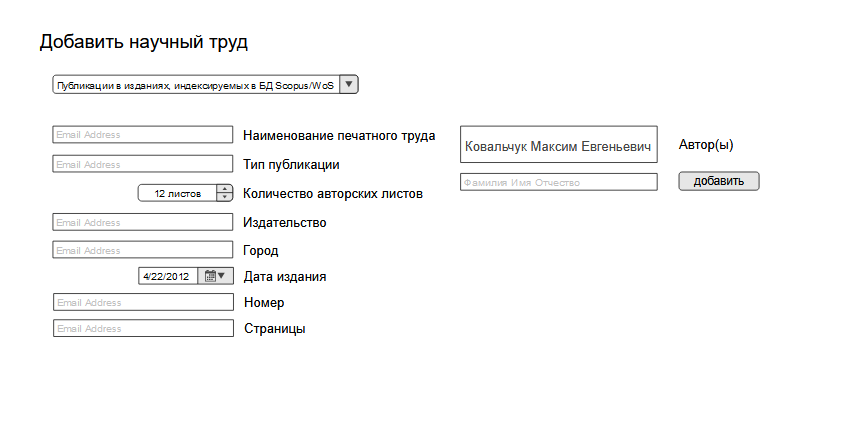 Добавить научный труд
Публикации в изданиях, индексируемых в БД Scopus/WoS
Email Address Наименование печатного труда
Email Address Тип публикации
12 листов Количество авторских листов
Email Address Издательство
Email Address Город
4/22/2012 Дата издания
Email Address Номер
Email Address Страницы
Ковальчук Максим Евгеньевич Автор(ы)
Фамилия Имя Отчество добавить